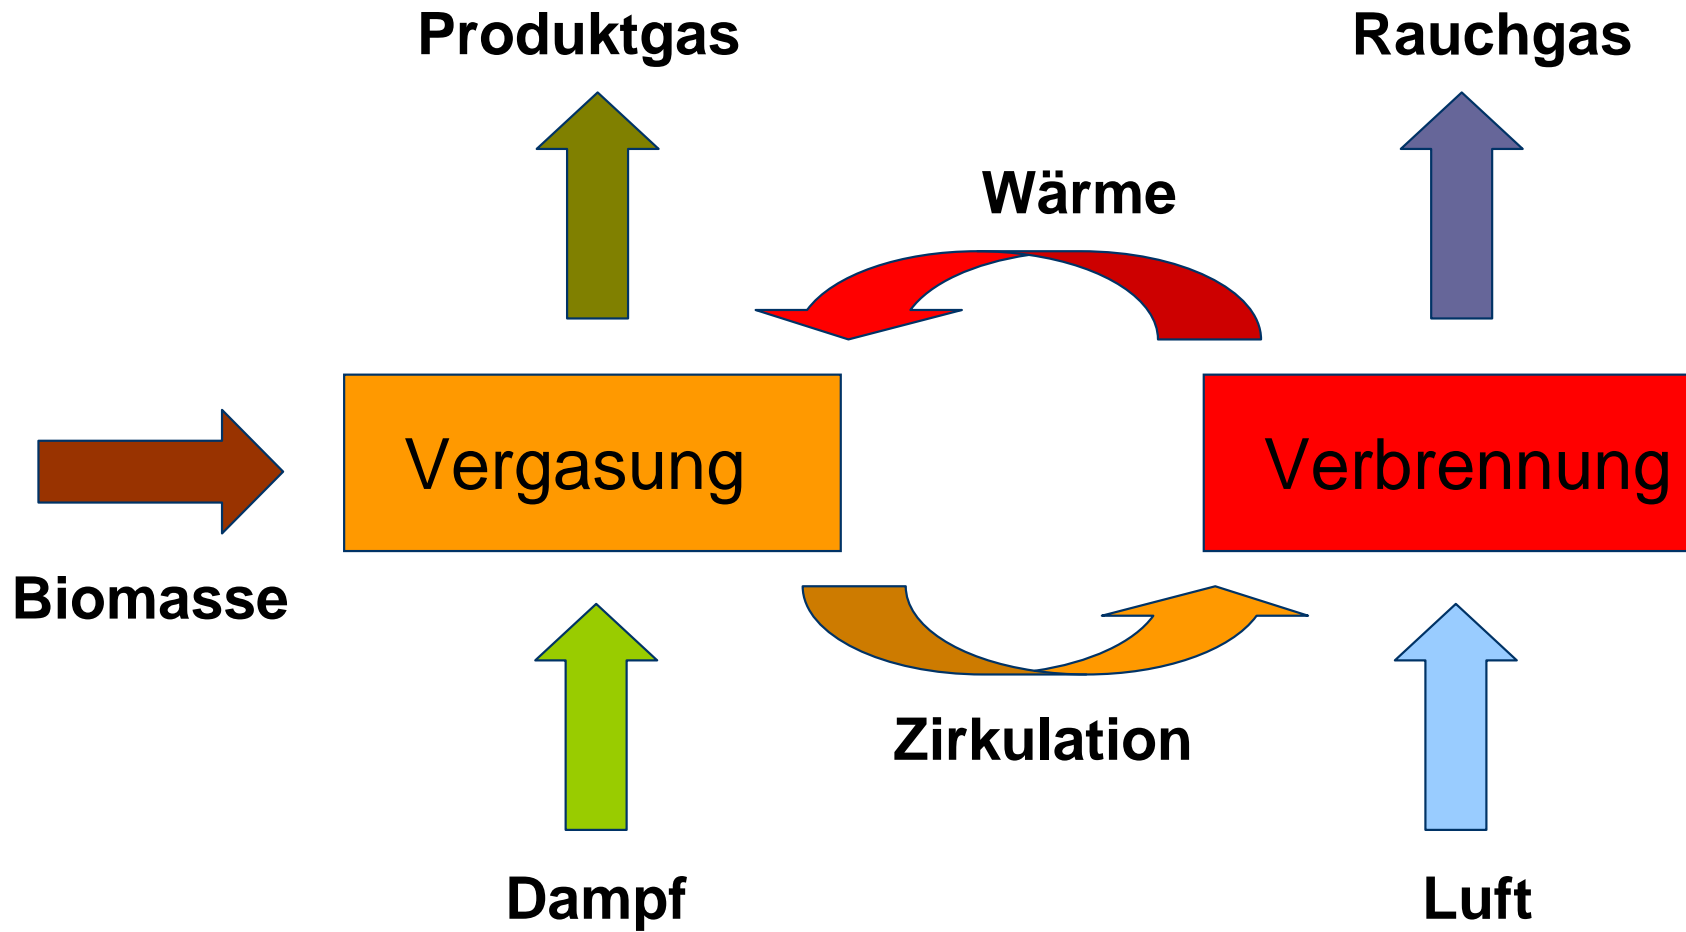 Produktgas
Rauchgas
Wärme
Vergasung
Verbrennung
Biomasse
Zirkulation
Dampf
Luft